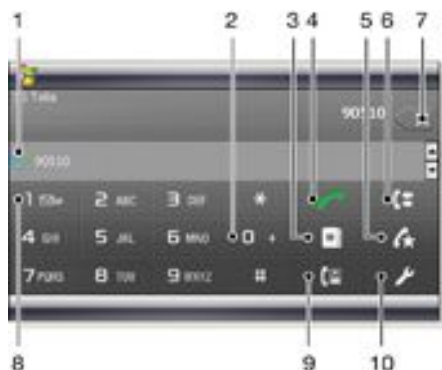 1 2 3 4 5 6 7
90510
90510
1 2 ABC 3 DEF *
4 GHI 5 JKL 6 MNO 0 +
7 PQRS 8 TUV 9 WXYZ #
8 9 10